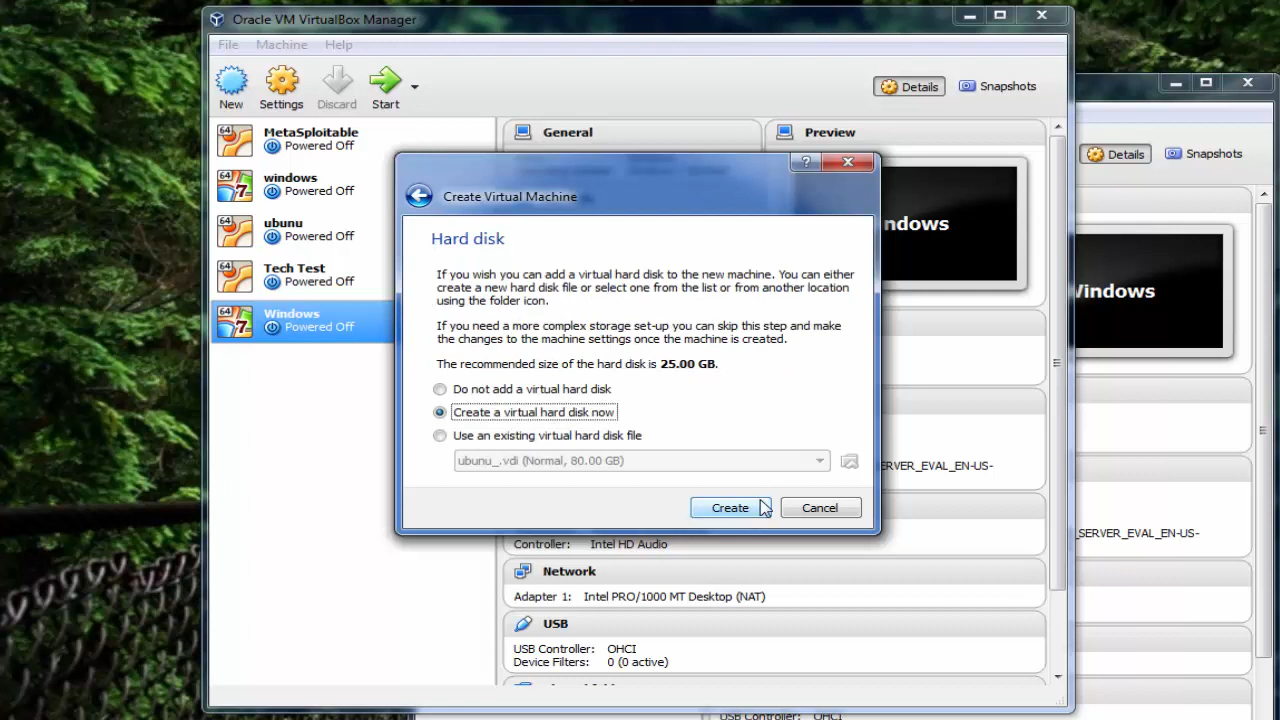 Oracle VM VirtualBox Manager
File Machine Help
New Settings Discard Start
Details Snapshots
Details Snapshots
64 MetaSploitable
Powered Off
64 windows
Powered Off
64 ubunu
Powered Off
64 Tech Test
Powered Off
64 Windows
Powered Off
General
Preview
ndows
Windows
Create Virtual Machine
Hard disk
If you wish you can add a virtual hard disk to the new machine. You can either
create a new hard disk file or select one from the list or from another location
using the folder icon.
If you need a more complex storage set-up you can skip this step and make
the changes to the machine settings once the machine is created.
The recommended size of the hard disk is 25.00 GB.
Do not add a virtual hard disk
Create a virtual hard disk now
Use an existing virtual hard disk file
ubunu_.vdi (Normal, 80.00 GB)
Create Cancel
ERVER_EVAL_EN-US-
_SERVER_EVAL_EN-US-
Controller: Intel HD Audio
Network
Adapter 1: Intel PRO/1000 MT Desktop (NAT)
USB
USB Controller: OHCI
Device Filters: 0 (0 active)
USB Controller: OHCI